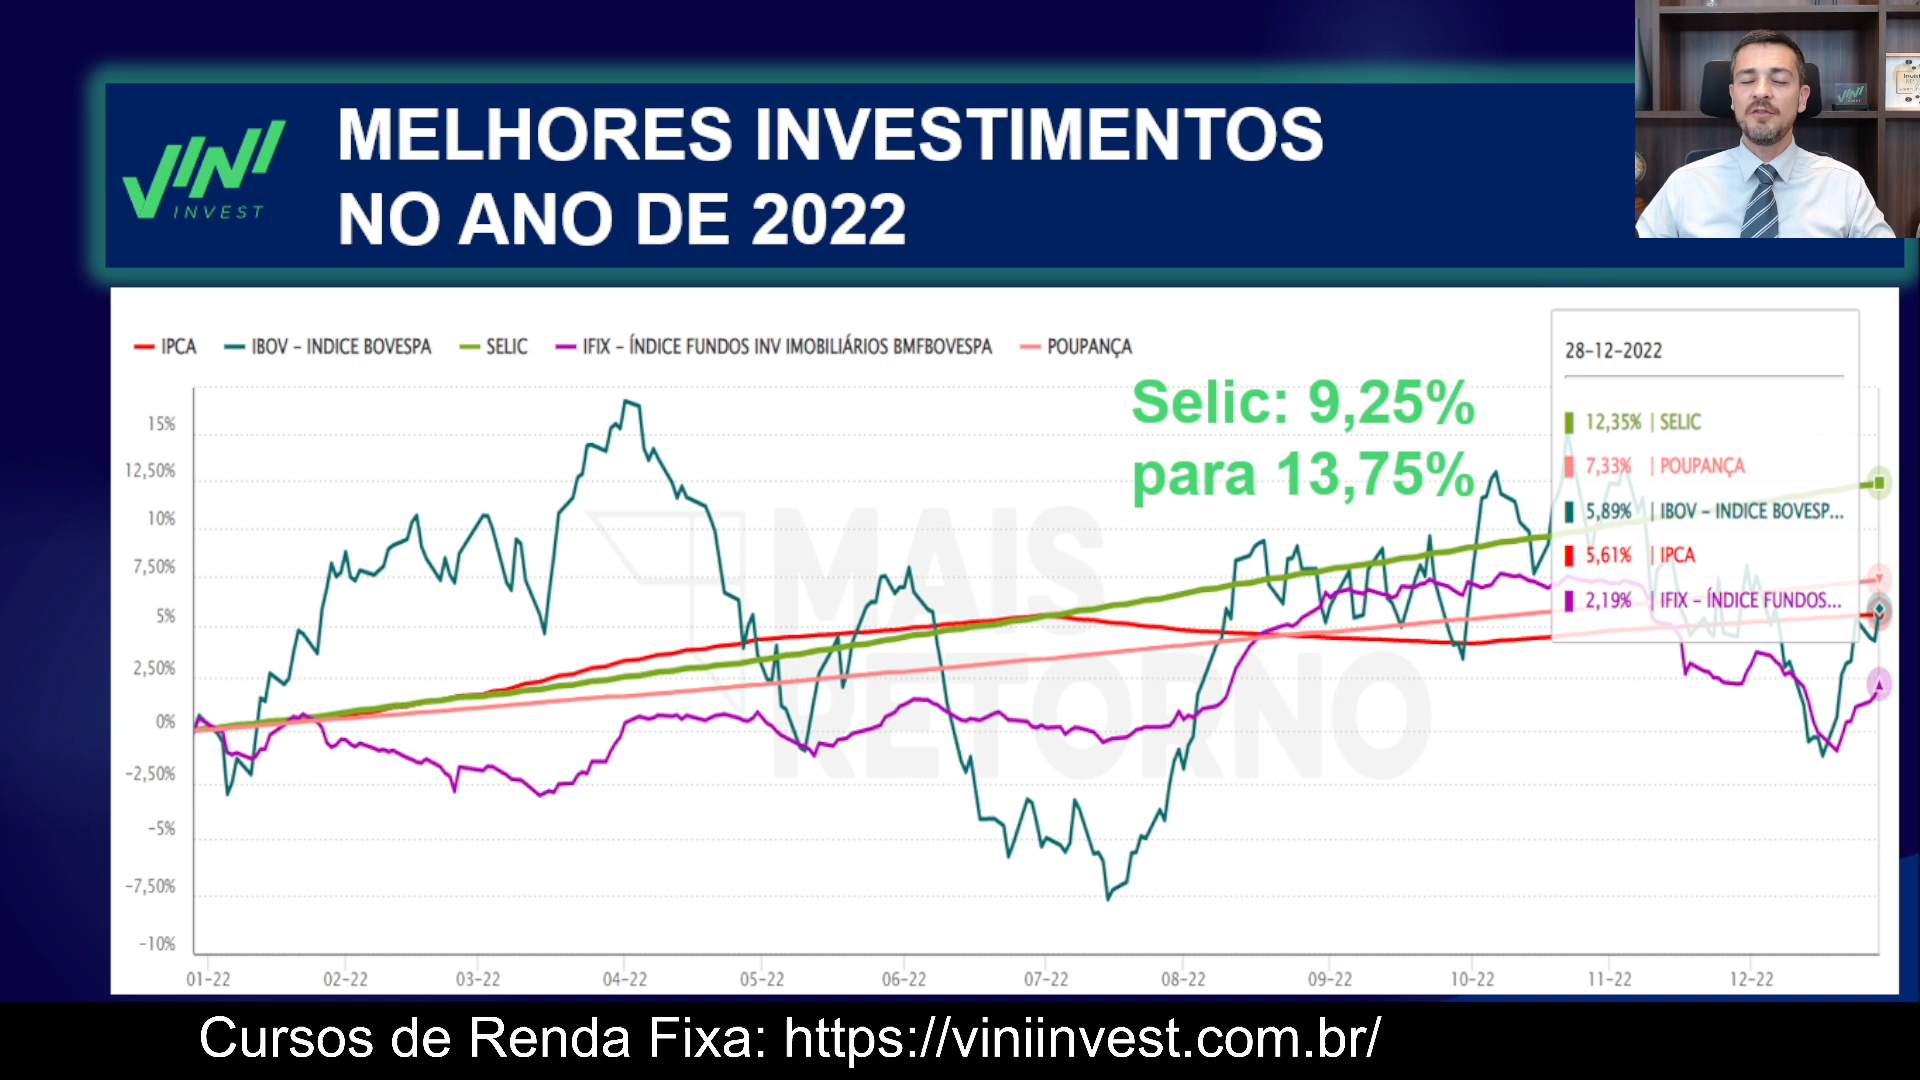 MELHORES INVESTIMENTOS
NO ANO DE 2022
VINI
INVEST
VINI
IPCA
IBOV – INDICE BOVESPA
SELIC
IFIX – ÍNDICE FUNDOS INV IMOBILIÁRIOS BMFBOVESPA
POUPANÇA
Selic: 9,25%
para 13,75%
28-12-2022
12,35% | SELIC
7,33% | POUPANÇA
5,89% | IBOV – INDICE BOVESP...
5,61% | IPCA
2,19% | IFIX – ÍNDICE FUNDOS...
15%
12,50%
10%
7,50%
5%
2,50%
0%
-2,50%
-5%
-7,50%
-10%
MAIS
RETORNO
01-22
02-22
03-22
04-22
05-22
06-22
07-22
08-22
09-22
10-22
11-22
12-22
Cursos de Renda Fixa: https://viniinvest.com.br/